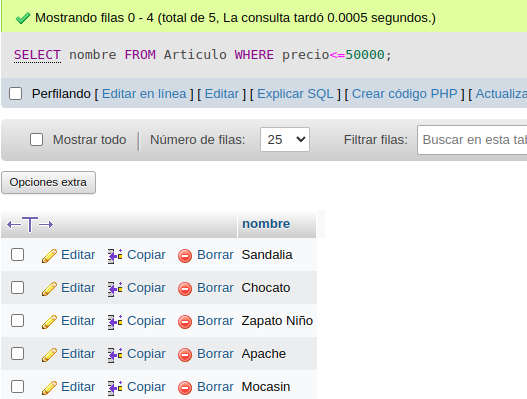 Mostrando filas 0 - 4 (total de 5, La consulta tardó 0.0005 segundos.)
SELECT nombre FROM Articulo WHERE precio<=50000;
Perfilando [ Editar en línea ] [ Editar ] [ Explicar SQL ] [ Crear código PHP ] [ Actualiza
Mostrar todo Número de filas: 25 Filtrar filas: Buscar en esta tab
Opciones extra
←T→ nombre
Editar Copiar Borrar Sandalia
Editar Copiar Borrar Chocato
Editar Copiar Borrar Zapato Niño
Editar Copiar Borrar Apache
Editar Copiar Borrar Mocasin